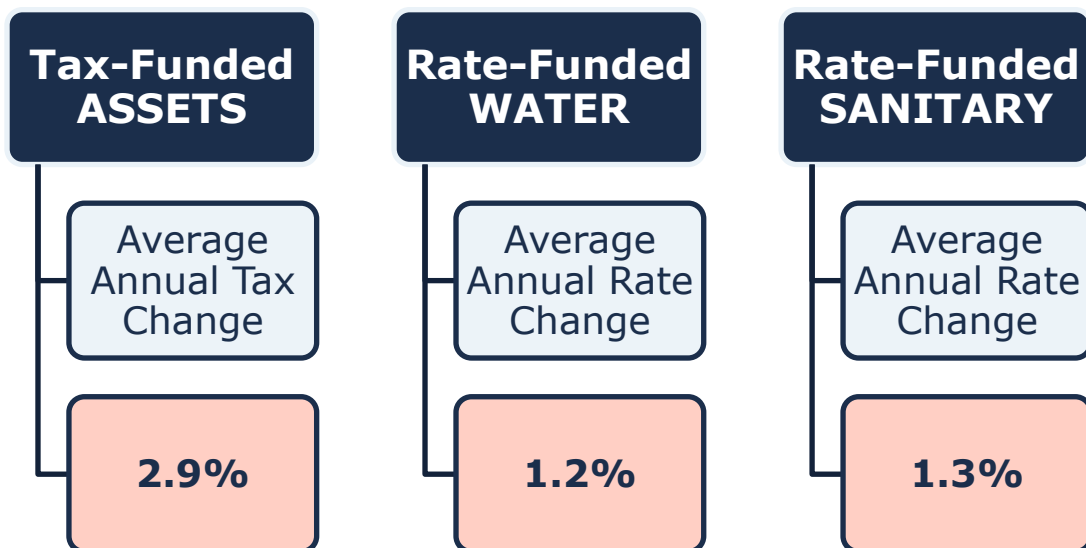 Tax-Funded
ASSETS
Average
Annual Tax
Change
2.9%
Rate-Funded
WATER
Average
Annual Rate
Change
1.2%
Rate-Funded
SANITARY
Average
Annual Rate
Change
1.3%